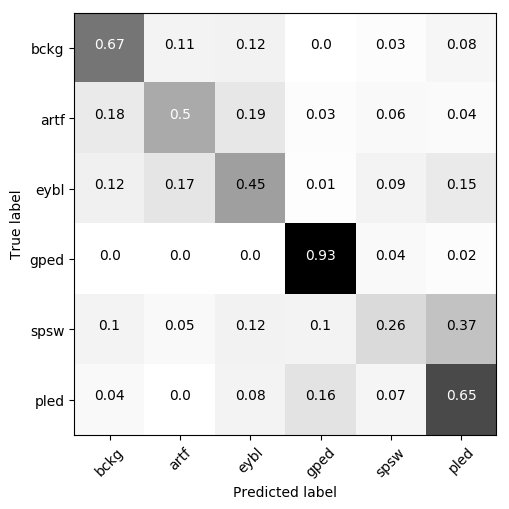 bckg 0.67 0.11 0.12 0.0 0.03 0.08
artf 0.18 0.5 0.19 0.03 0.06 0.04
eybl 0.12 0.17 0.45 0.01 0.09 0.15
gped 0.0 0.0 0.0 0.93 0.04 0.02
spsw 0.1 0.05 0.12 0.1 0.26 0.37
pled 0.04 0.0 0.08 0.16 0.07 0.65
True label
bckg artf eybl gped spsw pled
Predicted label